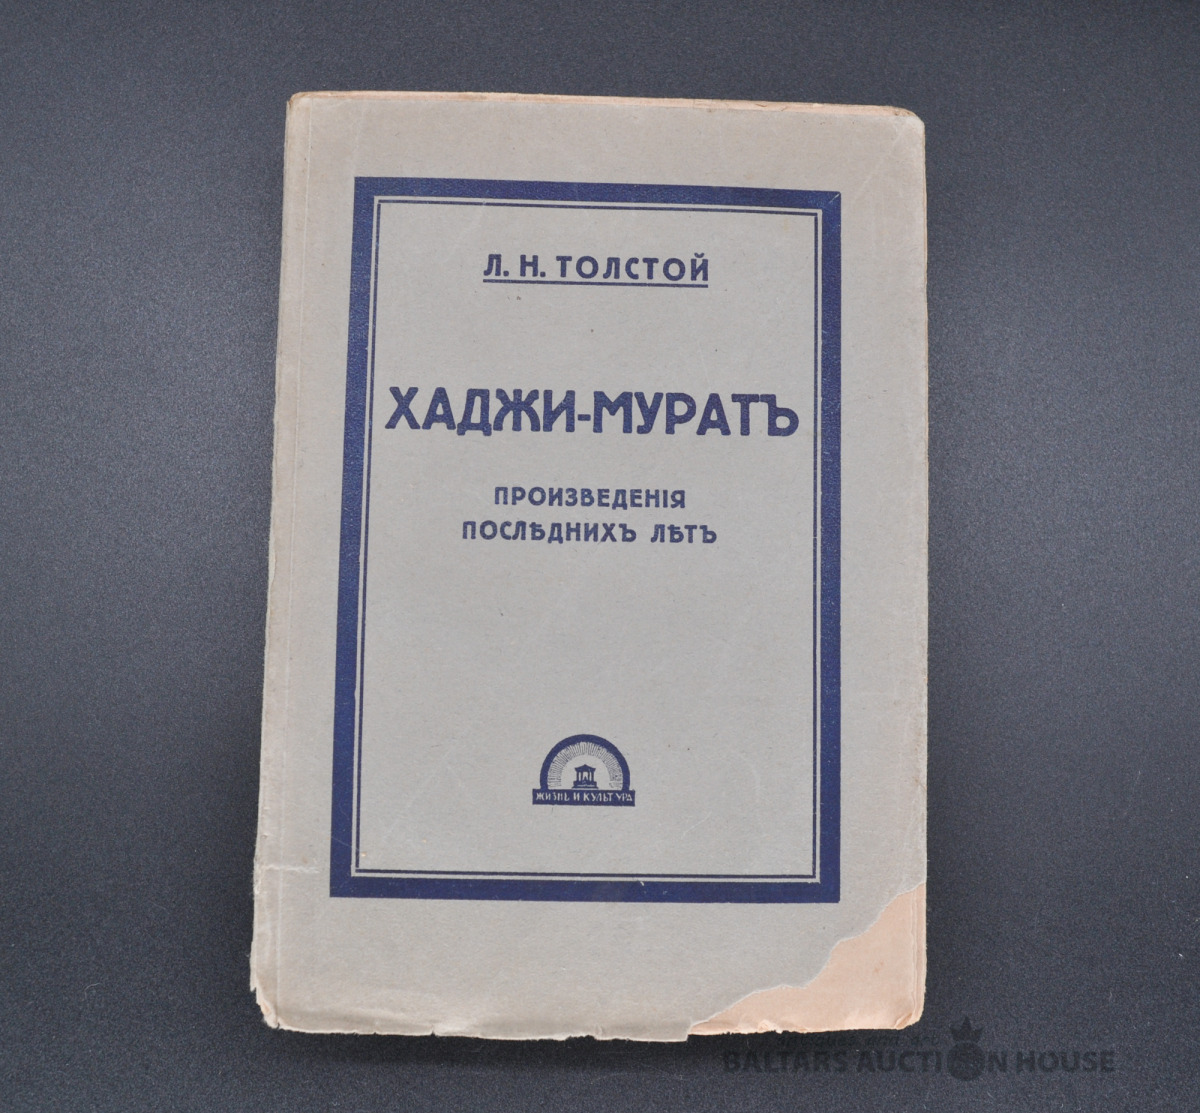 Л. Н. ТОЛСТОЙ
ХАДЖИ-МУРАТЪ
ПРОИЗВЕДЕНІЯ
ПОСЛѢДНИХЪ ЛѢТЪ
ЖИЗНЬ И КУЛЬТУРА
BALTARS AUCTION HOUSE